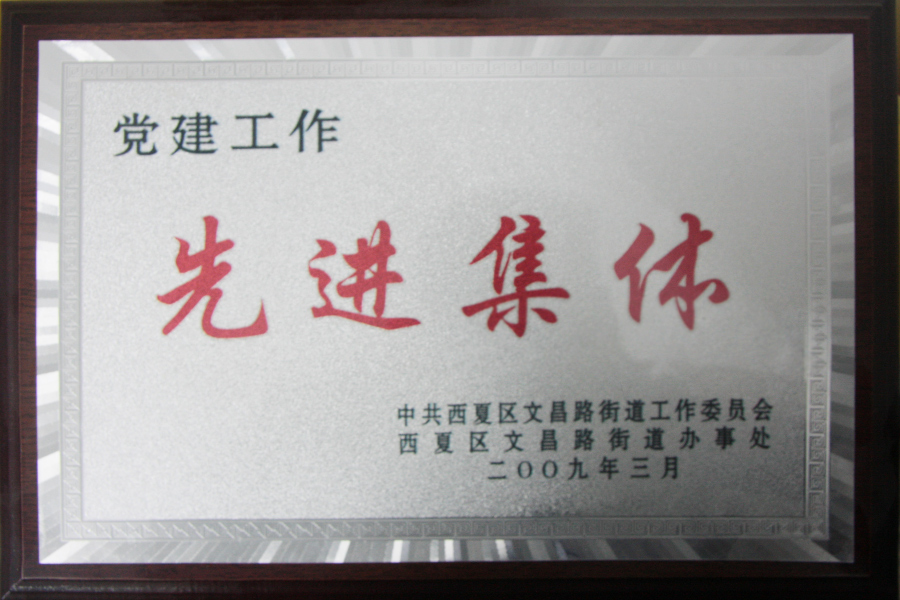 党建工作
先进集体
中共西夏区文昌路街道工作委员会
西夏区文昌路街道办事处
二〇〇九年三月